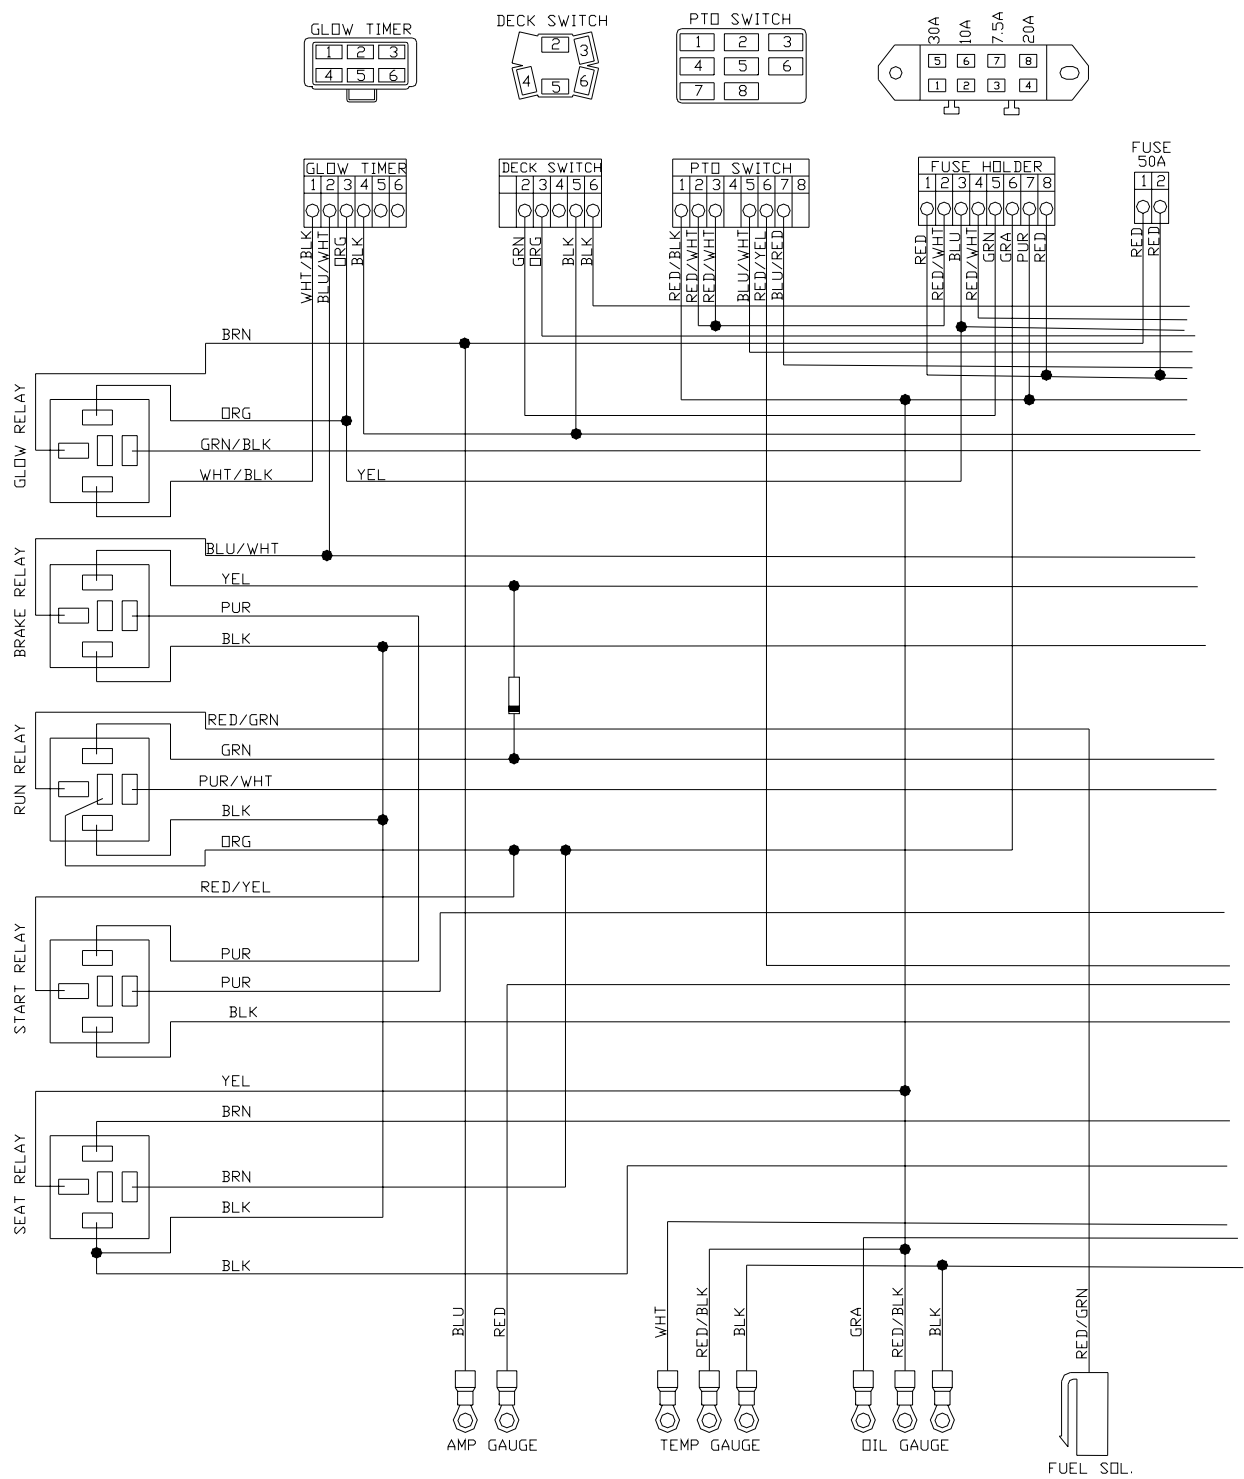 GLOW TIMER
1 2 3
4 5 6
DECK SWITCH
2 3
4 5 6
PTO SWITCH
1 2 3
4 5 6
7 8
30A 10A 7.5A 20A
5 6 7 8
1 2 3 4
GLOW TIMER
1 2 3 4 5 6
WHT/BLK BLU/WHT ORG BLK
DECK SWITCH
2 3 4 5 6
GRN ORG BLK BLK
PTO SWITCH
1 2 3 4 5 6 7 8
RED/BLK RED/WHT RED/WHT BLU/WHT RED/YEL BLU/RED
FUSE HOLDER
1 2 3 4 5 6 7 8
RED RED/WHT BLU RED/WHT GRN GRA PUR RED
FUSE
50A
1 2
RED RED
GLOW RELAY
BRN
ORG
GRN/BLK
WHT/BLK
YEL
BRAKE RELAY
BLU/WHT
YEL
PUR
BLK
RUN RELAY
RED/GRN
GRN
PUR/WHT
BLK
ORG
START RELAY
RED/YEL
PUR
PUR
BLK
SEAT RELAY
YEL
BRN
BRN
BLK
BLK
BLU RED
AMP GAUGE
WHT RED/BLK BLK
TEMP GAUGE
GRA RED/BLK BLK
OIL GAUGE
RED/GRN
FUEL SOL.